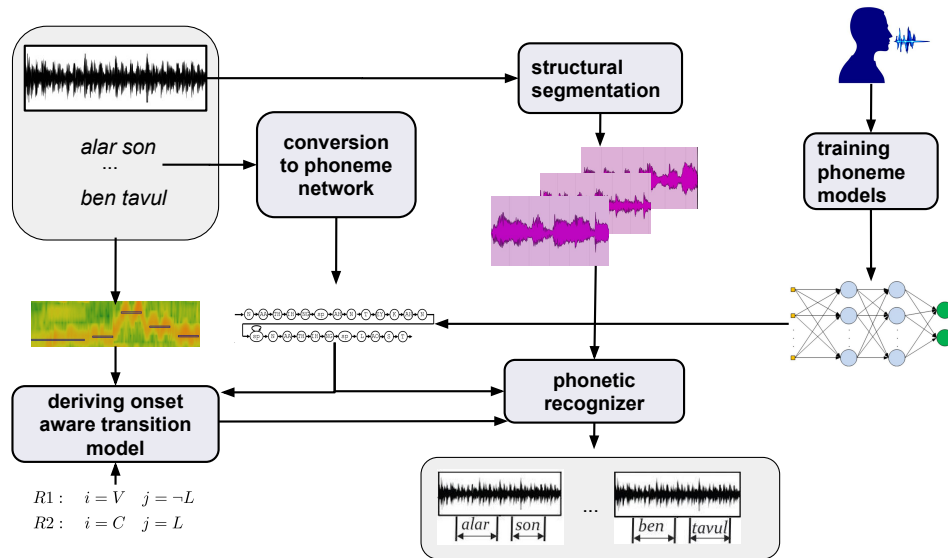 alar son
...
ben tavul
structural
segmentation
conversion
to phoneme
network
training
phoneme
models
deriving onset
aware transition
model
phonetic
recognizer
R1 : i = V j = ¬L
R2 : i = C j = L
alar son ... ben tavul